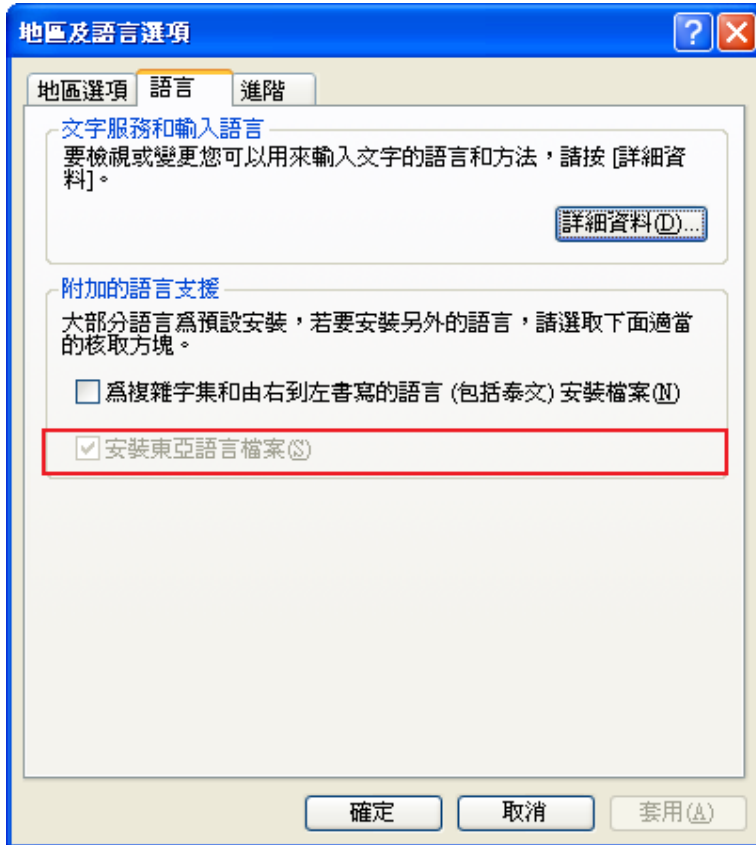 地區及語言選項
地區選項 語言 進階
文字服務和輸入語言
要檢視或變更您可以用來輸入文字的語言和方法，請按 [詳細資
料]。
詳細資料(D)...
附加的語言支援
大部分語言爲預設安裝，若要安裝另外的語言，請選取下面適當
的核取方塊。
爲複雜字集和由右到左書寫的語言 (包括泰文) 安裝檔案(N)
安裝東亞語言檔案(S)
確定 取消 套用(A)